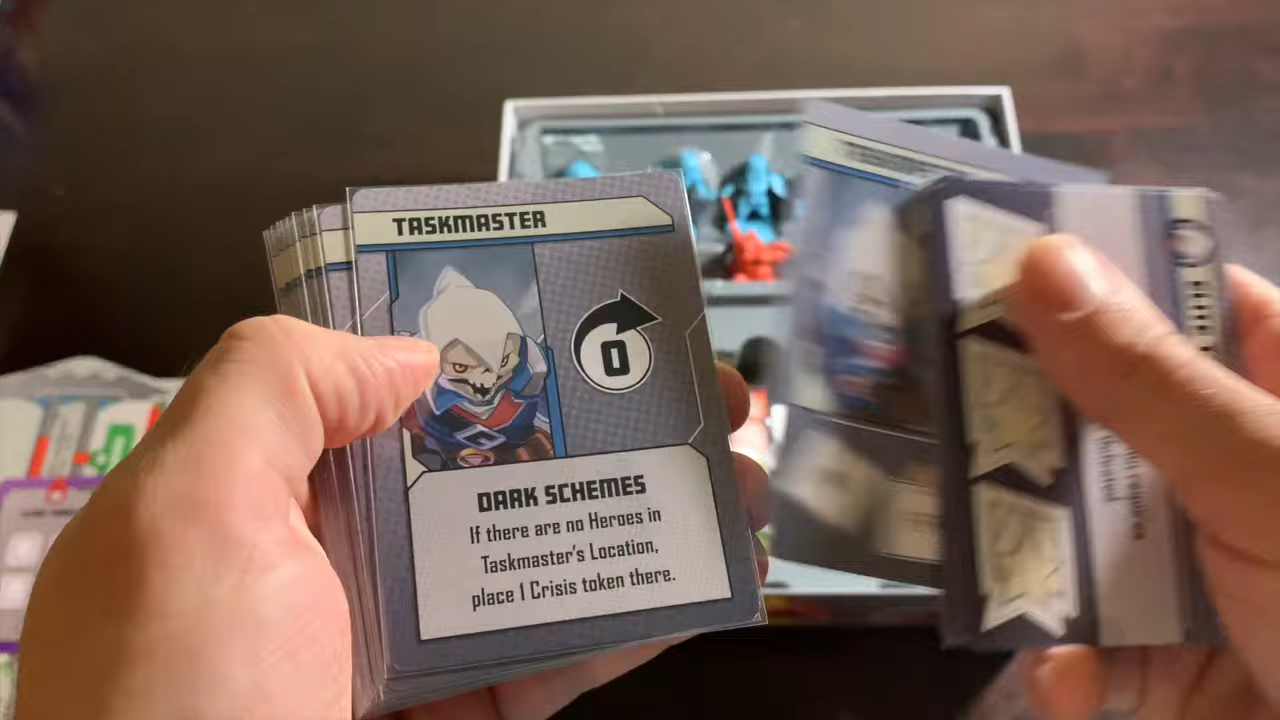 TASKMASTER
0
DARK SCHEMES
If there are no Heroes in
Taskmaster's Location,
place 1 Crisis token there.